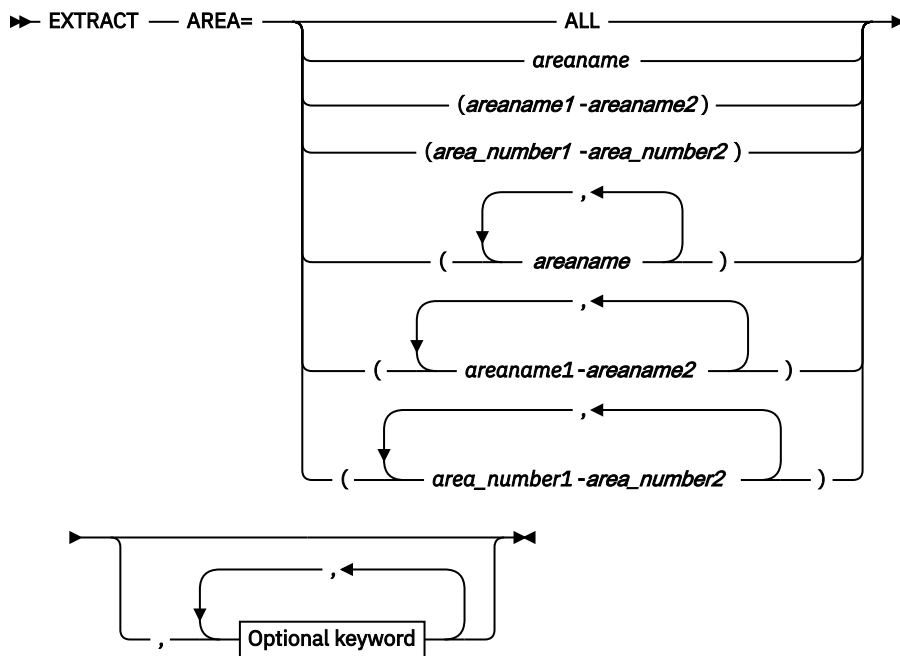 EXTRACT AREA= ALL
areaname
(areaname1-areaname2)
(area_number1-area_number2)
,
( areaname )
,
( areaname1-areaname2 )
,
( area_number1-area_number2 )
,
, Optional keyword